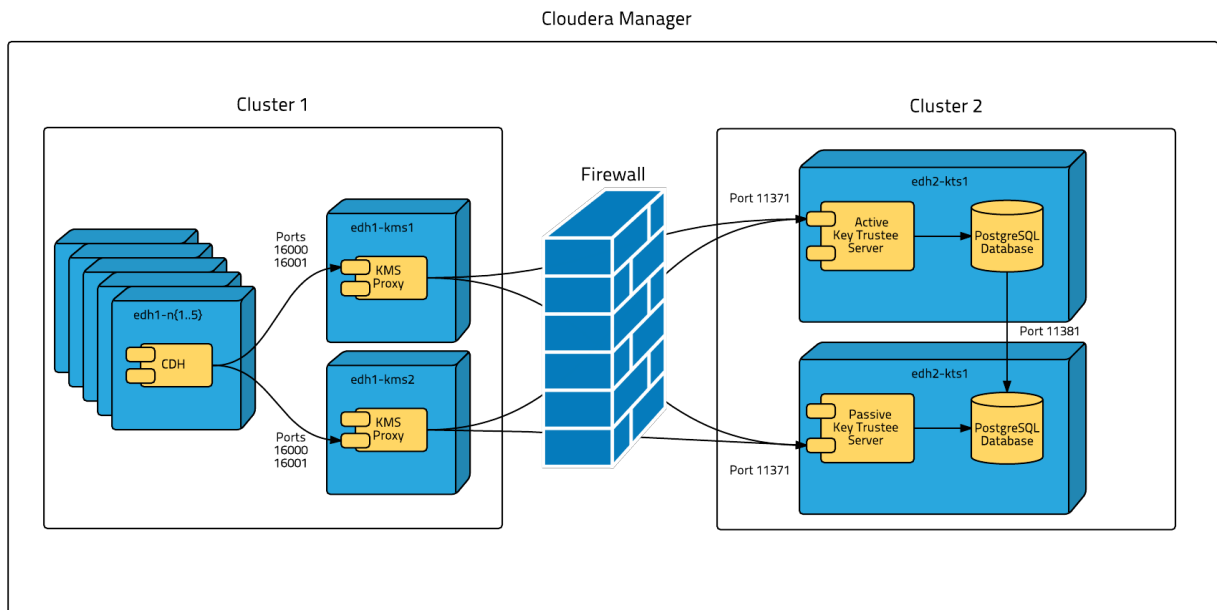 Cloudera Manager
Cluster 1
Cluster 2
Firewall
edh1-n{1..5}
CDH
Ports
16000
16001
Ports
16000
16001
edh1-kms1
KMS
Proxy
edh1-kms2
KMS
Proxy
Port 11371
Port 11371
edh2-kts1
Active
Key Trustee
Server
PostgreSQL
Database
Port 11381
edh2-kts1
Passive
Key Trustee
Server
PostgreSQL
Database